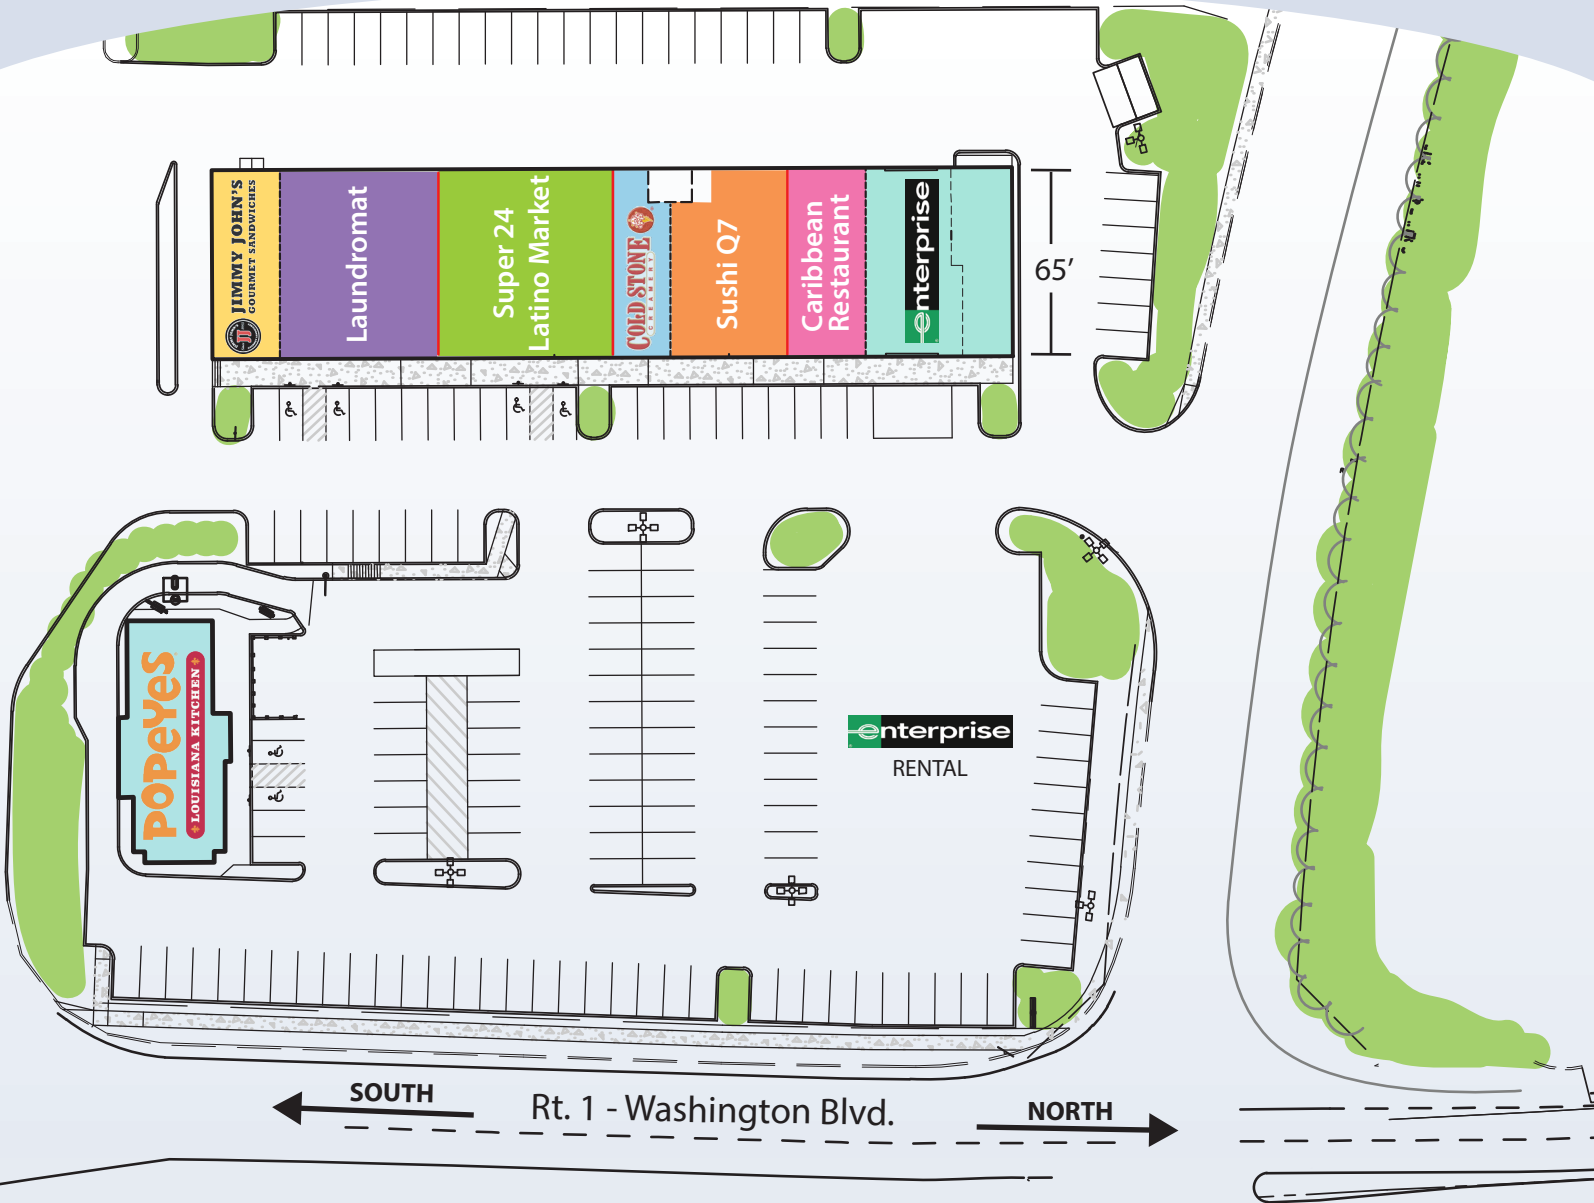 JIMMY JOHN'S
GOURMET SANDWICHES
JJ
Laundromat
Super 24
Latino Market
COLD STONE
CREAMERY
Sushi Q7
Caribbean
Restaurant
enterprise
65’
POPEYES
LOUISIANA KITCHEN
enterprise
RENTAL
SOUTH
Rt. 1 - Washington Blvd.
NORTH